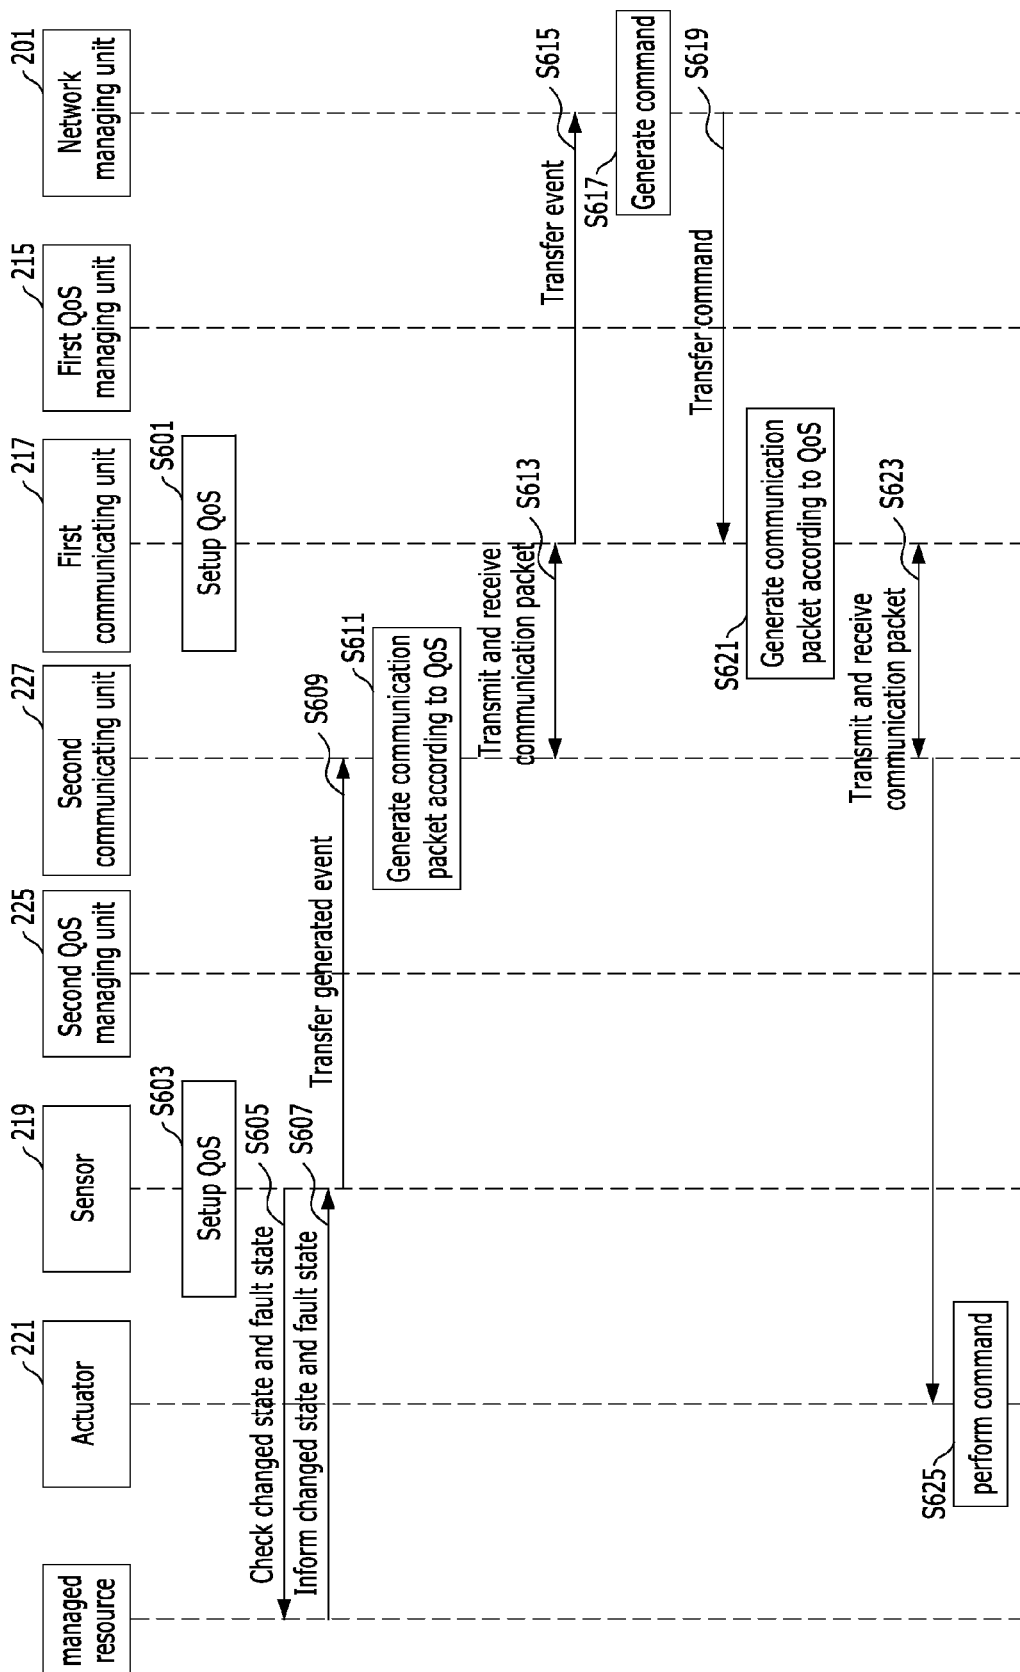 managed
resource
221
Actuator
219
Sensor
225
Second QoS
managing unit
227
Second
communicating unit
217
First
communicating unit
215
First QoS
managing unit
201
Network
managing unit
S603
Setup QoS
S601
Setup QoS
S605
Check changed state and fault state
S607
Inform changed state and fault state
S609
Transfer generated event
S611
Generate communication
packet according to QoS
Transmit and receive
communication packet
S613
Transfer event
S615
S617
Generate command
Transfer command
S619
S621
Generate communication
packet according to QoS
Transmit and receive
communication packet
S623
S625
perform command